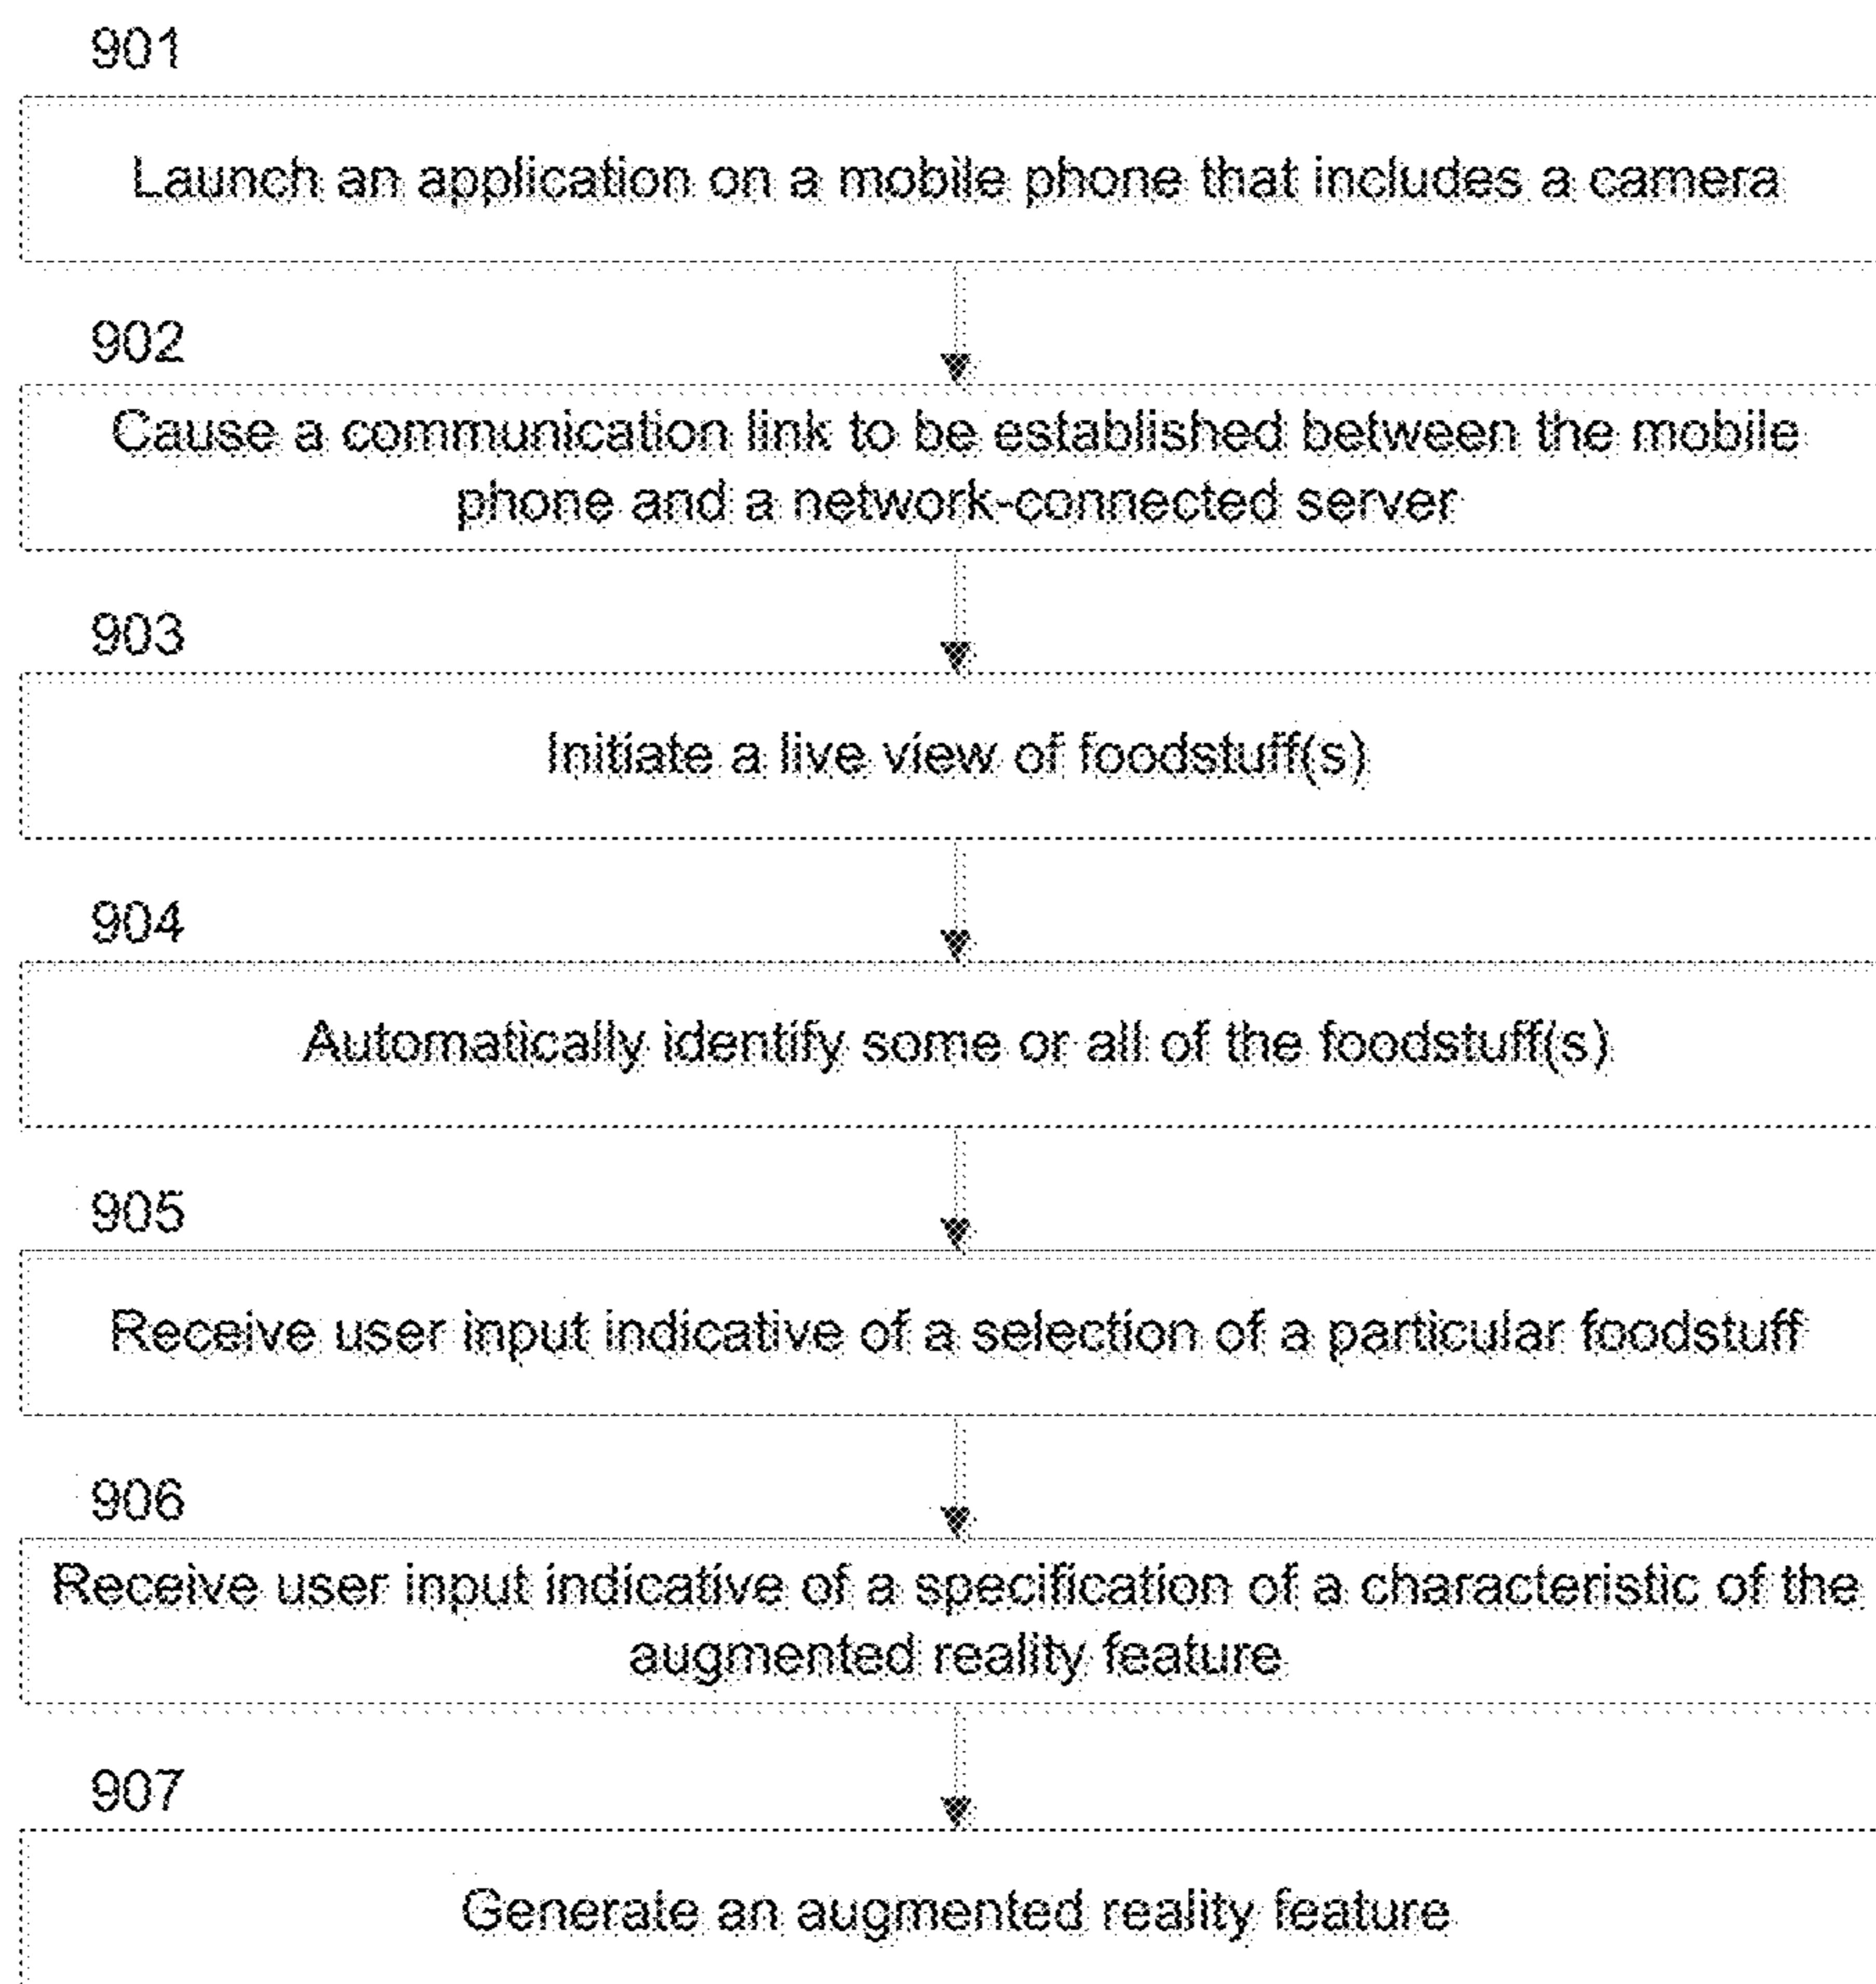 901
Launch an application on a mobile phone that includes a camera
902
Cause a communication link to be established between the mobile
phone and a network-connected server
903
Initiate a live view of foodstuff(s)
904
Automatically identify some or all of the foodstuff(s)
905
Receive user input indicative of a selection of a particular foodstuff
906
Receive user input indicative of a specification of a characteristic of the
augmented reality feature
907
Generate an augmented reality feature